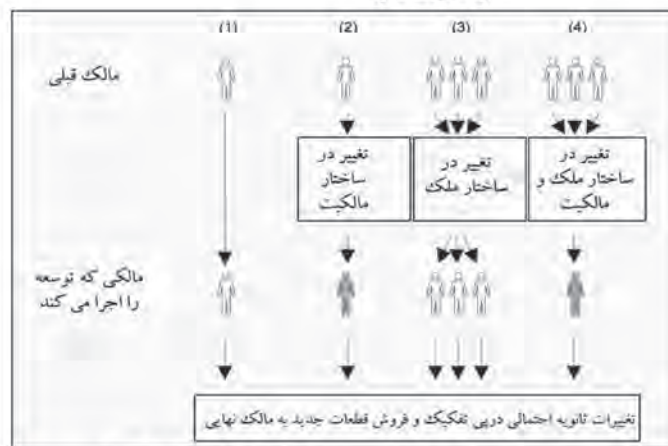 (1) (2) (3) (4)
مالک قبلی
تغییر در
ساختار
مالکیت
تغییر در
ساختار ملک
تغییر در
ساختار ملک و
مالکیت
مالکی که توسعه
را اجرا می کند
تغییرات ثانویه احتمالی درپی تفکیک و فروش قطعات جدید به مالک نهایی